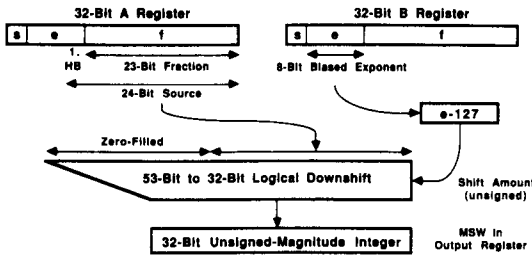 32-Bit A Register
32-Bit B Register
s e f
s e f
1.
HB
23-Bit Fraction
8-Bit Biased Exponent
24-Bit Source
e-127
Zero-Filled
53-Bit to 32-Bit Logical Downshift
Shift Amount
(unsigned)
32-Bit Unsigned-Magnitude Integer
MSW in
Output Register